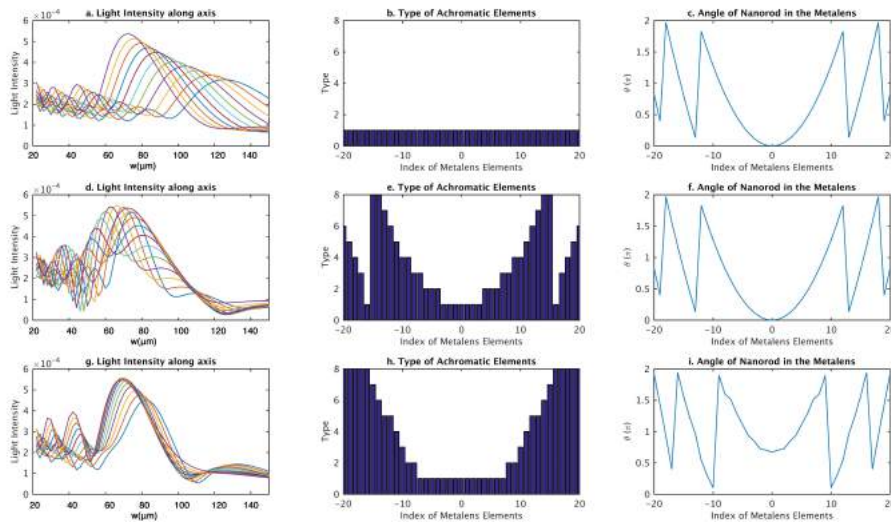 a. Light Intensity along axis
×10⁻⁴
Light Intensity
6
5
4
3
2
1
0
20 40 60 80 100 120 140
w(μm)
b. Type of Achromatic Elements
Type
8
6
4
2
0
-20 -10 0 10 20
Index of Metalens Elements
c. Angle of Nanorod in the Metalens
θ (π)
2
1.5
1
0.5
0
-20 -10 0 10 20
Index of Metalens Elements
d. Light Intensity along axis
×10⁻⁴
Light Intensity
6
5
4
3
2
1
0
20 40 60 80 100 120 140
w(μm)
e. Type of Achromatic Elements
Type
8
6
4
2
0
-20 -10 0 10 20
Index of Metalens Elements
f. Angle of Nanorod in the Metalens
θ (π)
2
1.5
1
0.5
0
-20 -10 0 10 20
Index of Metalens Elements
g. Light Intensity along axis
×10⁻⁴
Light Intensity
6
5
4
3
2
1
0
20 40 60 80 100 120 140
w(μm)
h. Type of Achromatic Elements
Type
8
6
4
2
0
-20 -10 0 10 20
Index of Metalens Elements
i. Angle of Nanorod in the Metalens
θ (π)
2
1.5
1
0.5
0
-20 -10 0 10 20
Index of Metalens Elements